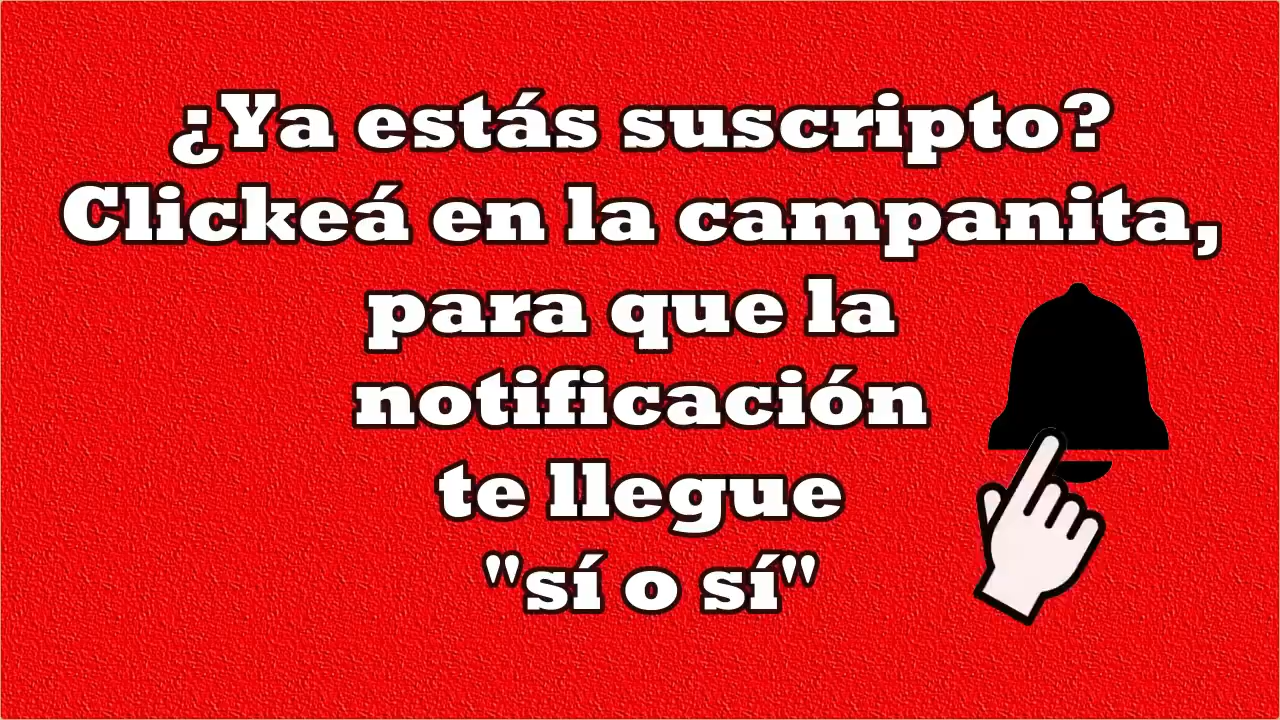 ¿Ya estás suscripto?
Clickeá en la campanita,
para que la
notificación
te llegue
"sí o sí"